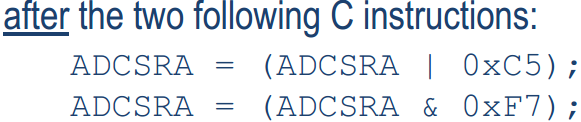 after the two following C instructions:
ADCSRA = (ADCSRA | 0xC5);
ADCSRA = (ADCSRA & 0xF7);